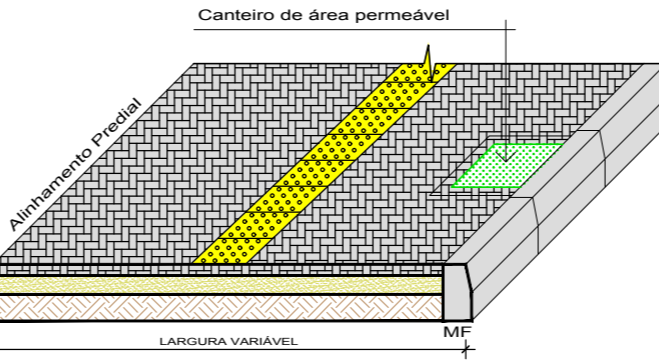 Canteiro de área permeável
Alinhamento Predial
MF
LARGURA VARIÁVEL